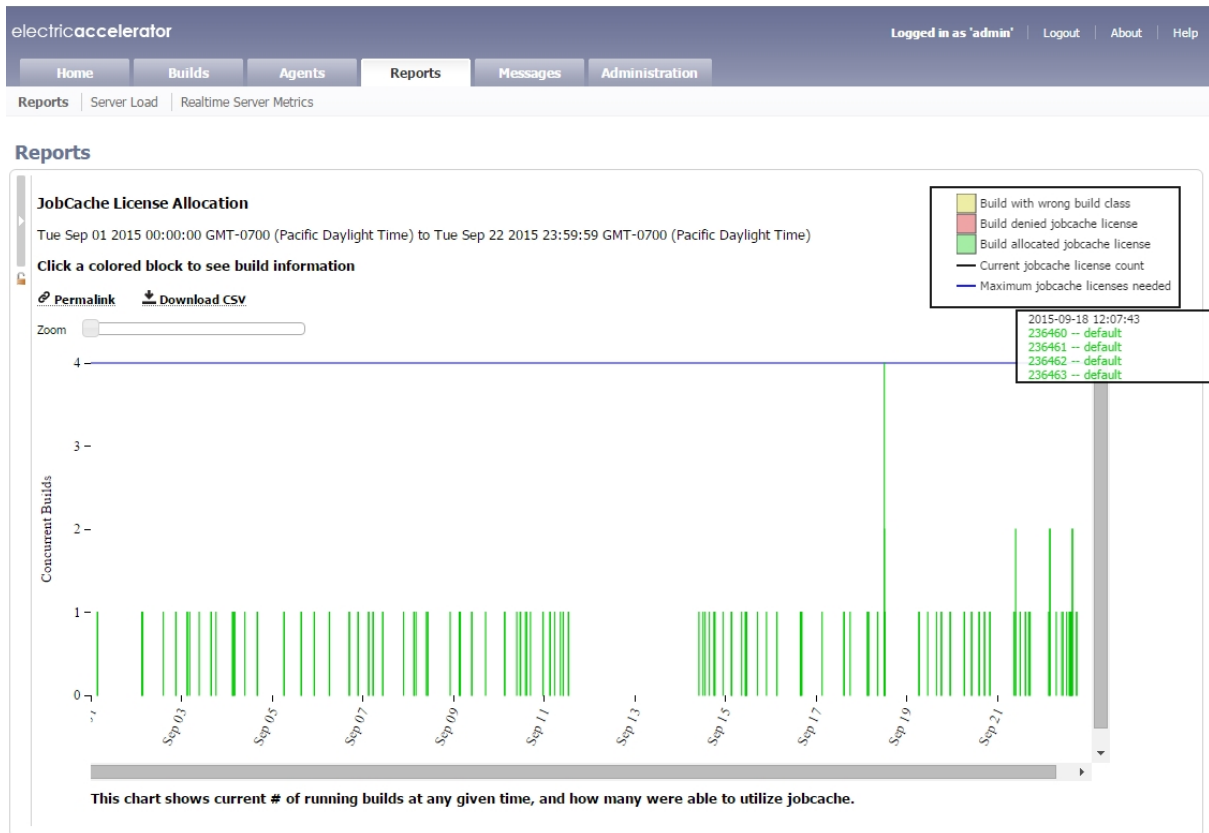 electricaccelerator
Logged in as 'admin' Logout About Help
Home Builds Agents Reports Messages Administration
Reports Server Load Realtime Server Metrics
Reports
JobCache License Allocation
Tue Sep 01 2015 00:00:00 GMT-0700 (Pacific Daylight Time) to Tue Sep 22 2015 23:59:59 GMT-0700 (Pacific Daylight Time)
Click a colored block to see build information
Permalink Download CSV
Zoom
Build with wrong build class
Build denied jobcache license
Build allocated jobcache license
Current jobcache license count
Maximum jobcache licenses needed
2015-09-18 12:07:43
236460 -- default
236461 -- default
236462 -- default
236463 -- default
4
3
2
1
0
Concurrent Builds
Sep 03
Sep 05
Sep 07
Sep 09
Sep 11
Sep 13
Sep 15
Sep 17
Sep 19
Sep 21
This chart shows current # of running builds at any given time, and how many were able to utilize jobcache.